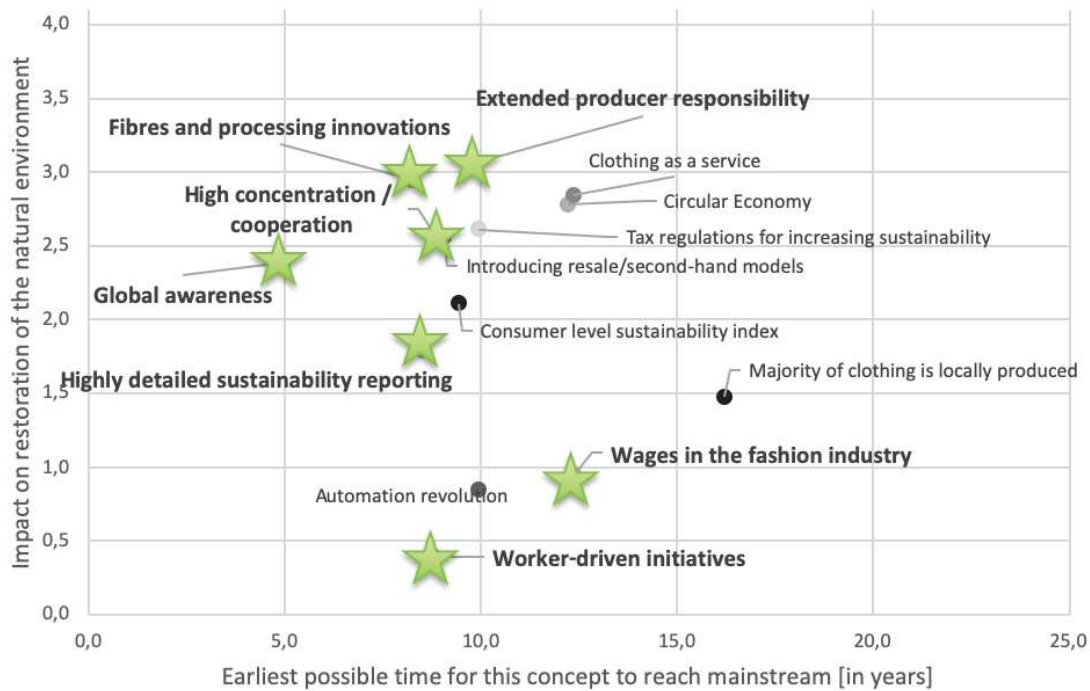 4,0
3,5
3,0
2,5
2,0
1,5
1,0
0,5
0,0
Impact on restoration of the natural environment
Extended producer responsibility
Fibres and processing innovations
Clothing as a service
High concentration /
cooperation
Circular Economy
Tax regulations for increasing sustainability
Introducing resale/second-hand models
Global awareness
Consumer level sustainability index
Highly detailed sustainability reporting
Majority of clothing is locally produced
Wages in the fashion industry
Automation revolution
Worker-driven initiatives
0,0 5,0 10,0 15,0 20,0 25,0
Earliest possible time for this concept to reach mainstream [in years]